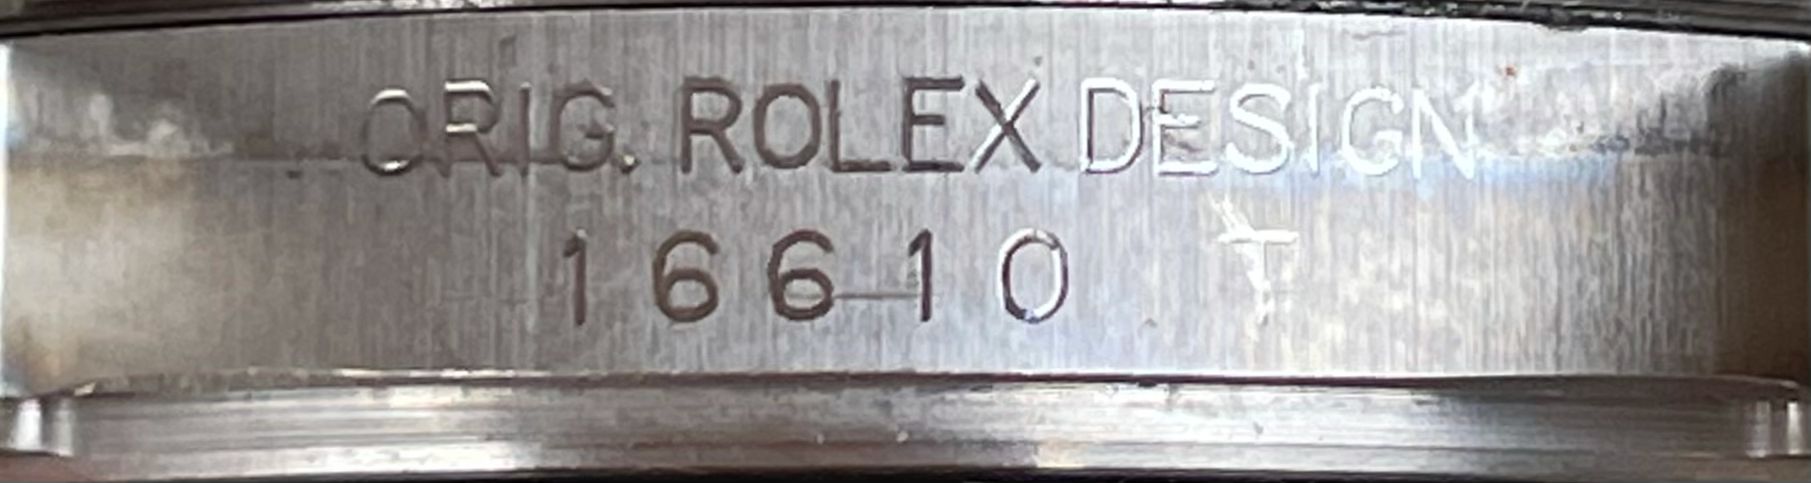 ORIG. ROLEX DESIGN
16610 T